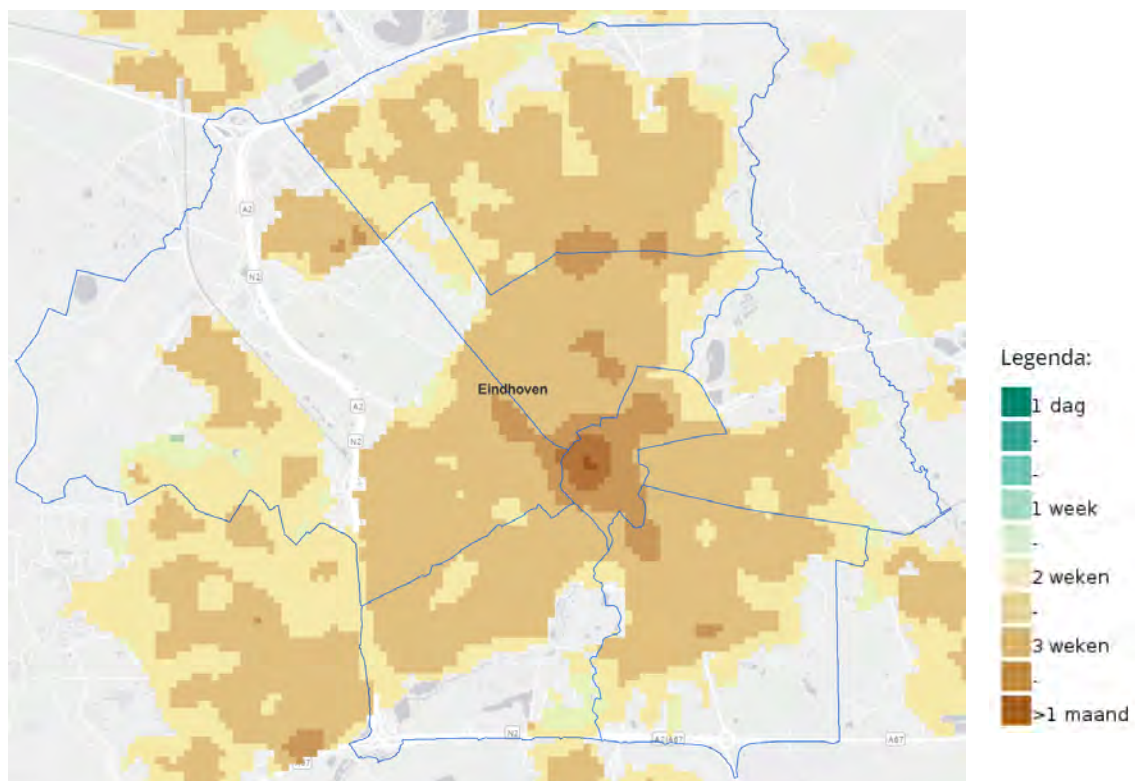 A2
N2
Eindhoven
A2
N2
N2
A2|A67
A67
Legenda:
1 dag
-
-
1 week
-
2 weken
-
3 weken
-
>1 maand